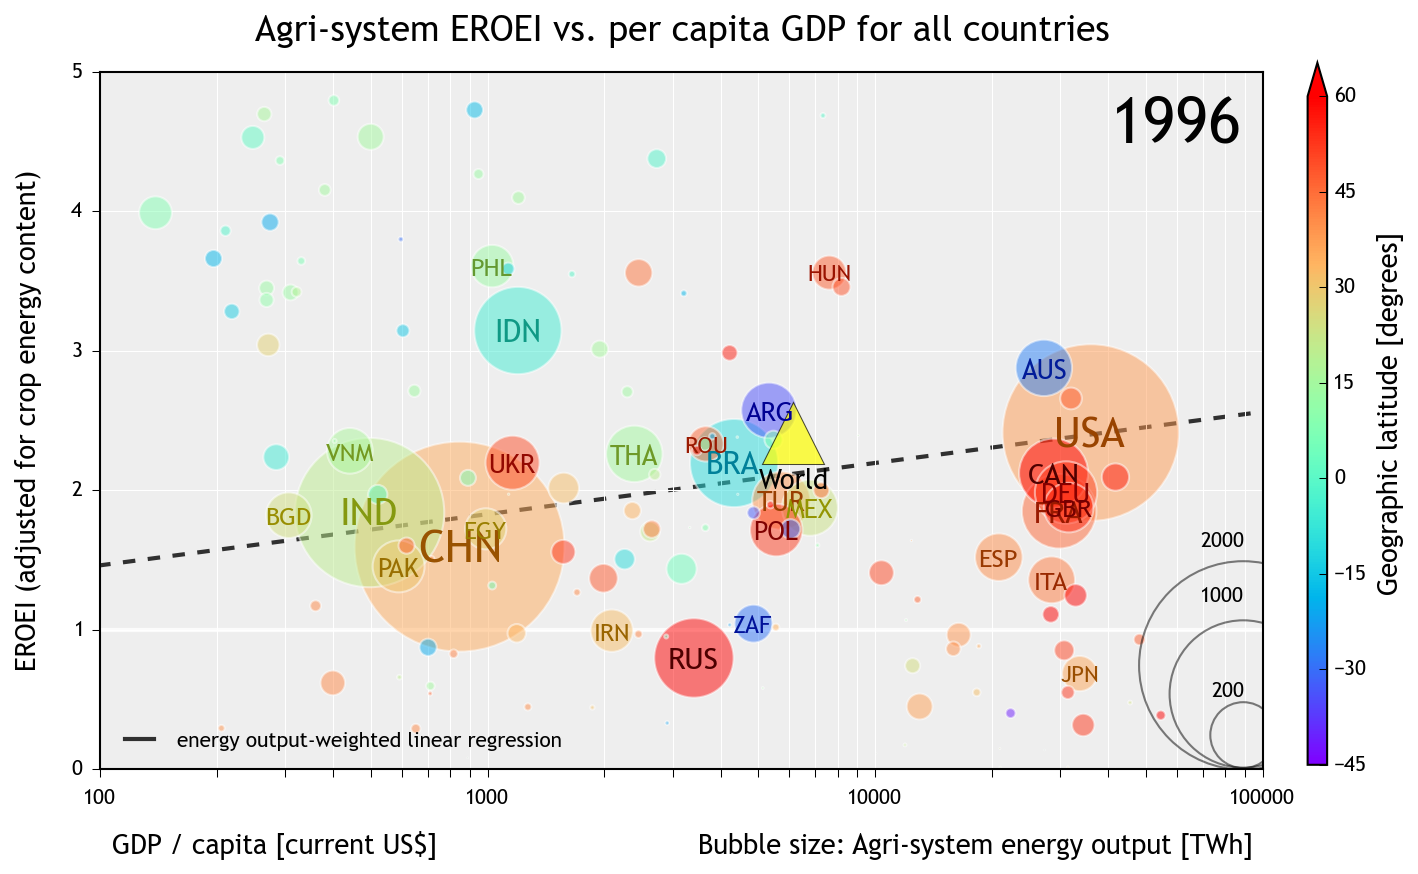 Agri-system EROEI vs. per capita GDP for all countries
1996
EROEI (adjusted for crop energy content)
5
4
3
2
1
0
100
1000
10000
100000
GDP / capita [current US$]
Bubble size: Agri-system energy output [TWh]
energy output-weighted linear regression
PHL
IDN
HUN
AUS
ARG
USA
ROU
VNM
THA
BRA
UKR
World
CAN
DEU
GBR
FRA
TUR
MEX
IND
BGD
EGY
POL
CHN
PAK
ESP
ITA
IRN
ZAF
RUS
JPN
2000
1000
200
60
45
30
15
0
−15
−30
−45
Geographic latitude [degrees]